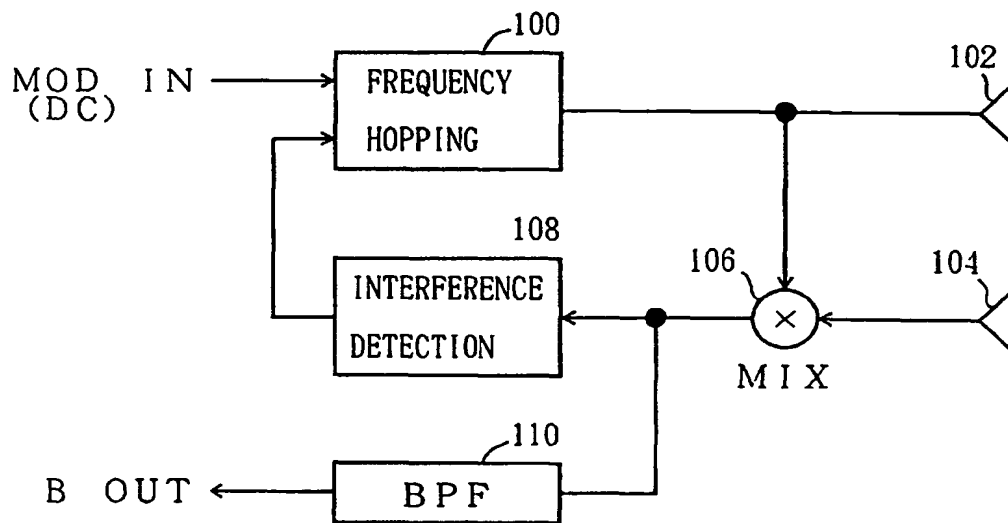 100
MOD IN
(DC)
FREQUENCY
HOPPING
102
108
INTERFERENCE
DETECTION
106
×
MIX
104
110
B OUT
BPF